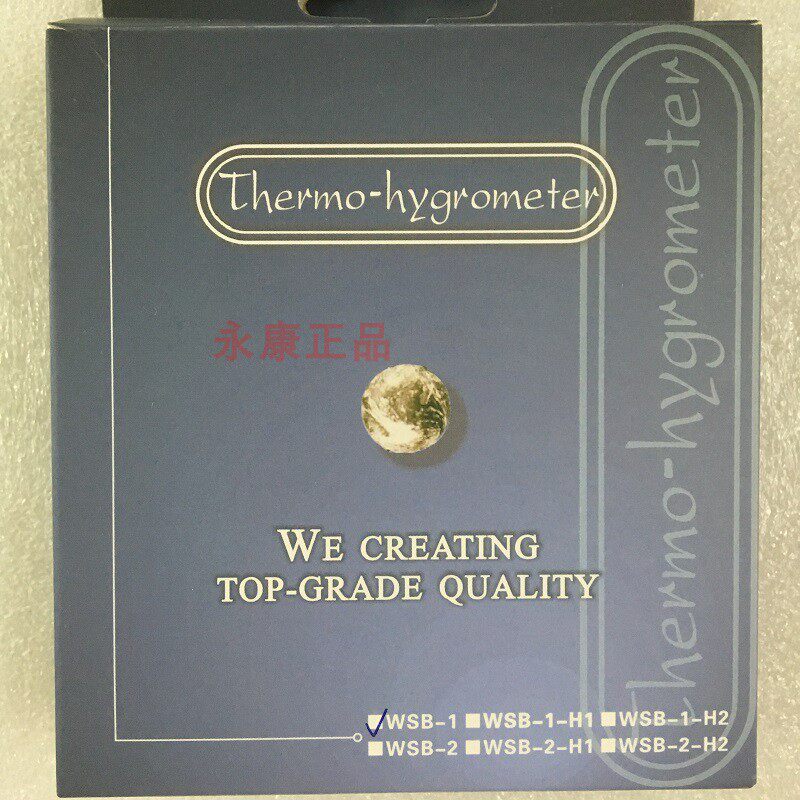 Thermo-hygrometer
Thermo-hygrometer
永康正品
WE CREATING
TOP-GRADE QUALITY
WSB-1 WSB-1-H1 WSB-1-H2
WSB-2 WSB-2-H1 WSB-2-H2